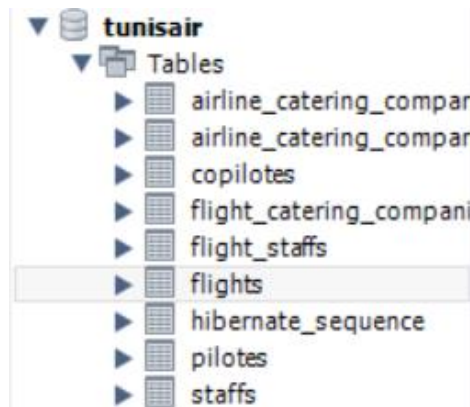 tunisair
Tables
airline_catering_compar
airline_catering_compar
copilotes
flight_catering_compani
flight_staffs
flights
hibernate_sequence
pilotes
staffs